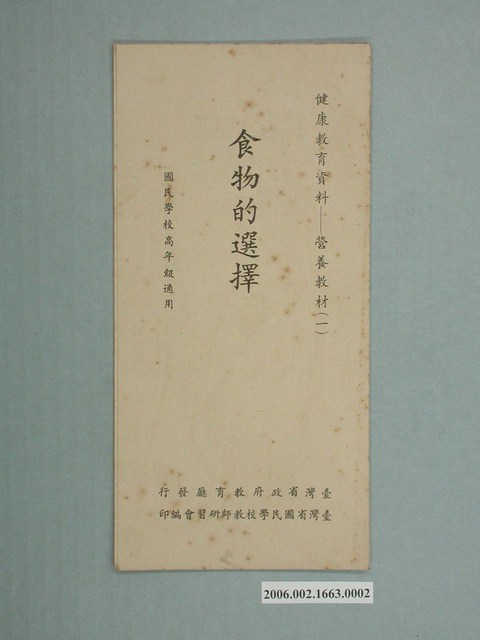 健康教育資料——營養教材(一)
食物的選擇
國民學校高年級適用
臺灣省政府教育廳發行
臺灣省國民學校教師研習會編印
2006.002.1663.0002